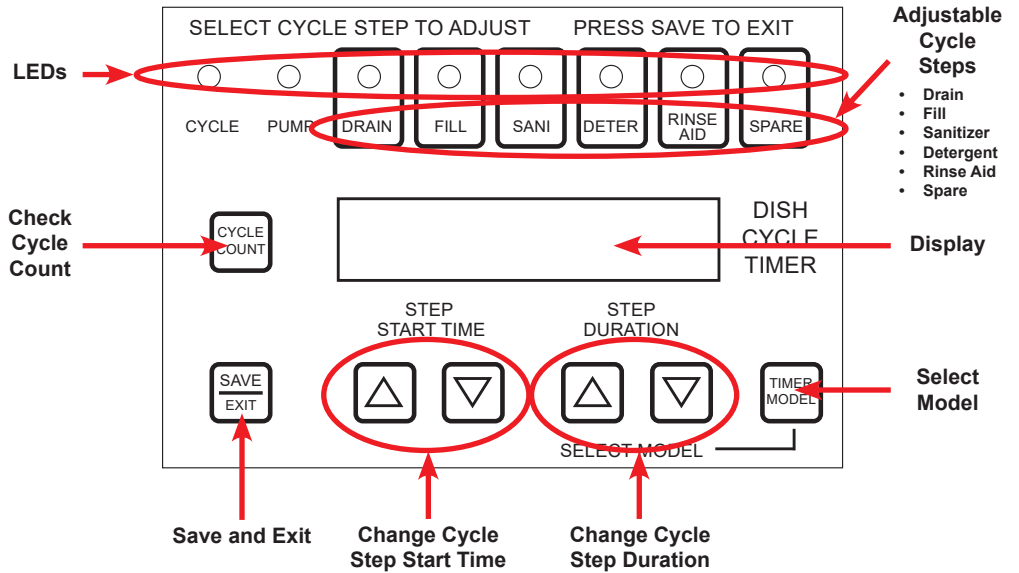 SELECT CYCLE STEP TO ADJUST PRESS SAVE TO EXIT
Adjustable
Cycle
Steps
• Drain
• Fill
• Sanitizer
• Detergent
• Rinse Aid
• Spare
LEDs
CYCLE PUMP DRAIN FILL SANI DETER RINSE
AID SPARE
Check
Cycle
Count
CYCLE
COUNT
DISH
CYCLE
TIMER
Display
STEP
START TIME
STEP
DURATION
SAVE
EXIT
TIMER
MODEL
SELECT MODEL
Select
Model
Save and Exit
Change Cycle
Step Start Time
Change Cycle
Step Duration